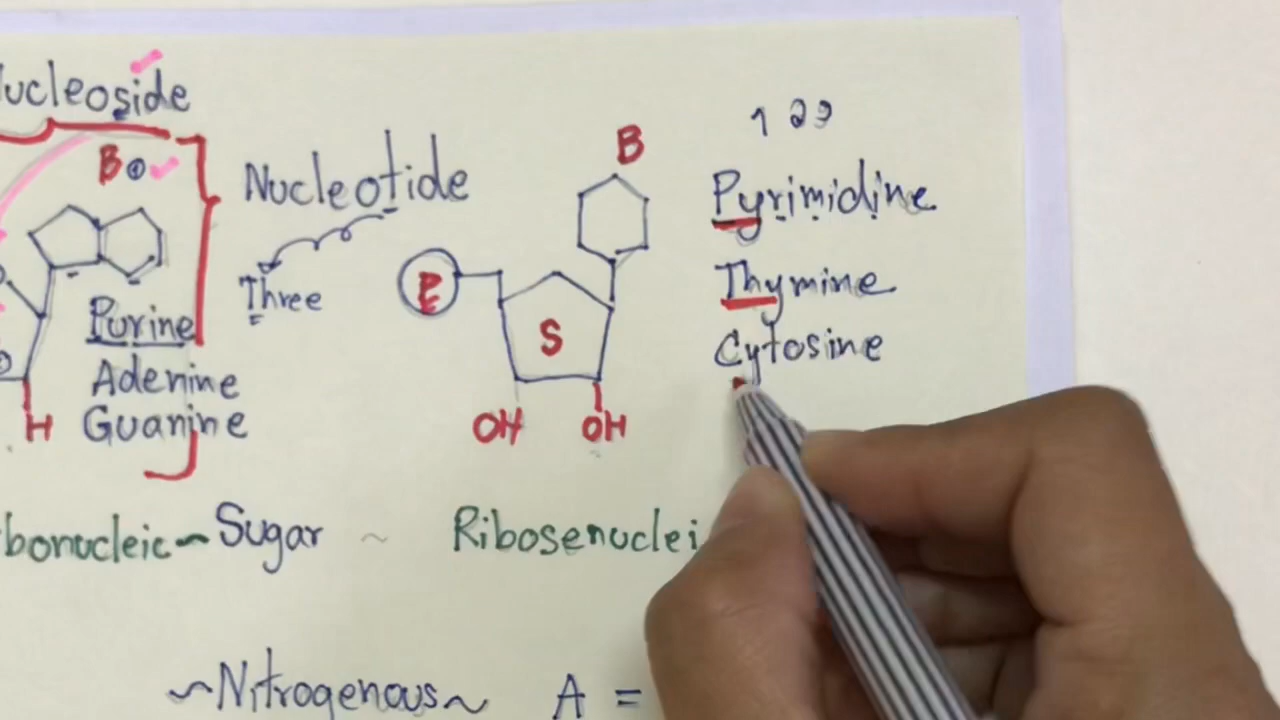 ucleoside
B
Purine
Adenine
Guanine
H
Nucleotide
Three
P
S
B
OH
OH
1 2 3
Pyrimidine
Thymine
Cytosine
bonucleic~Sugar ~ Ribosenuclei
~Nitrogenous~ A =